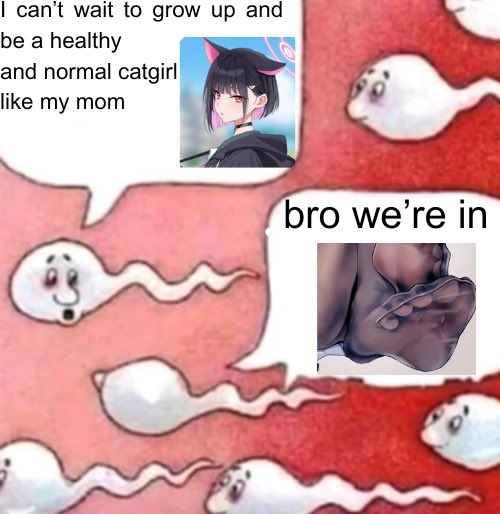 I can’t wait to grow up and
be a healthy
and normal catgirl
like my mom
bro we’re in